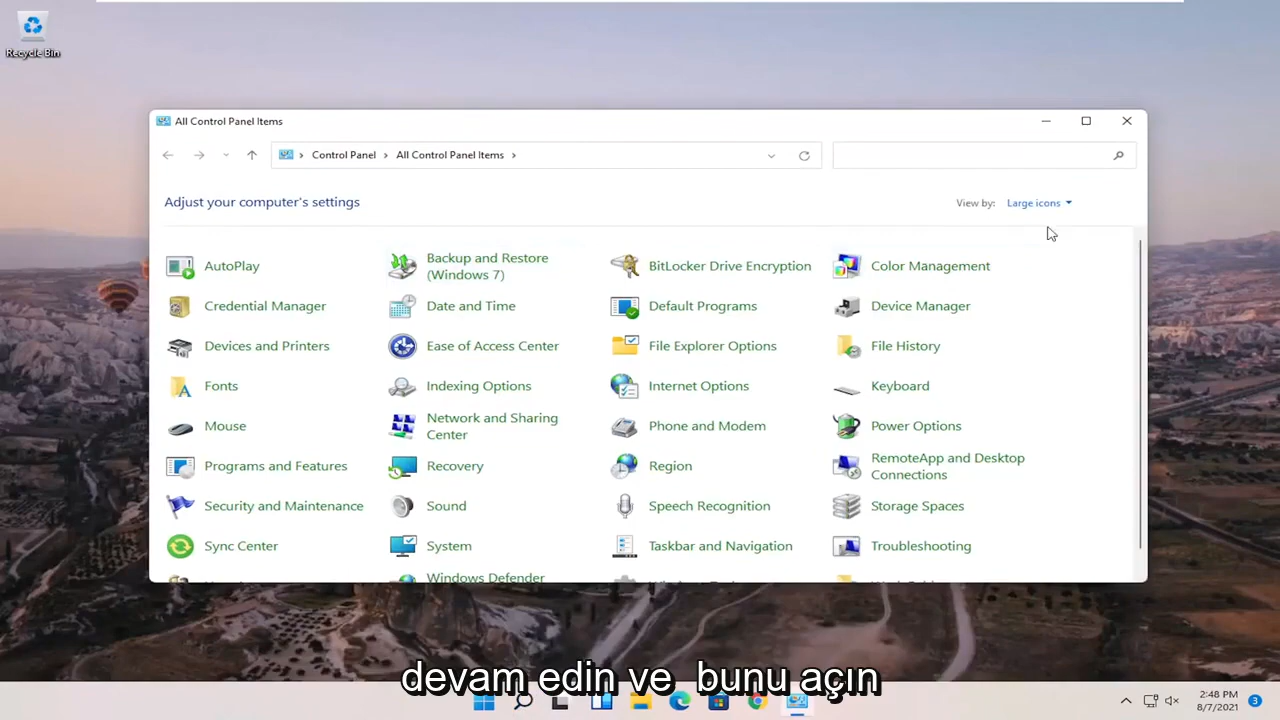 Recycle Bin
All Control Panel Items
Control Panel
All Control Panel Items
Adjust your computer's settings
View by: Large icons
AutoPlay
Backup and Restore
(Windows 7)
BitLocker Drive Encryption
Color Management
Credential Manager
Date and Time
Default Programs
Device Manager
Devices and Printers
Ease of Access Center
File Explorer Options
File History
Fonts
Indexing Options
Internet Options
Keyboard
Mouse
Network and Sharing
Center
Phone and Modem
Power Options
Programs and Features
Recovery
Region
RemoteApp and Desktop
Connections
Security and Maintenance
Sound
Speech Recognition
Storage Spaces
Sync Center
System
Taskbar and Navigation
Troubleshooting
Windows Defender
devam edin ve bunu açın
2:48 PM
8/7/2021
3